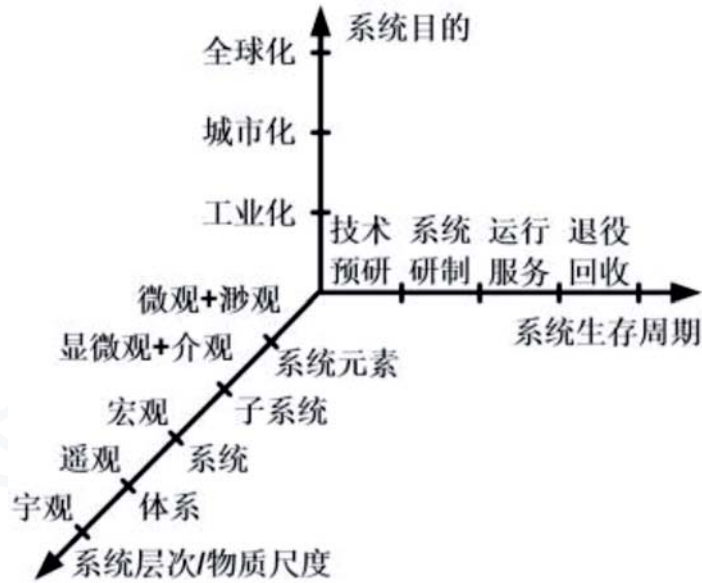 系统目的
全球化
城市化
工业化
技术 系统 运行 退役
预研 研制 服务 回收
微观+渺观
系统生存周期
显微观+介观
系统元素
宏观
子系统
遥观
系统
宇观
体系
系统层次/物质尺度